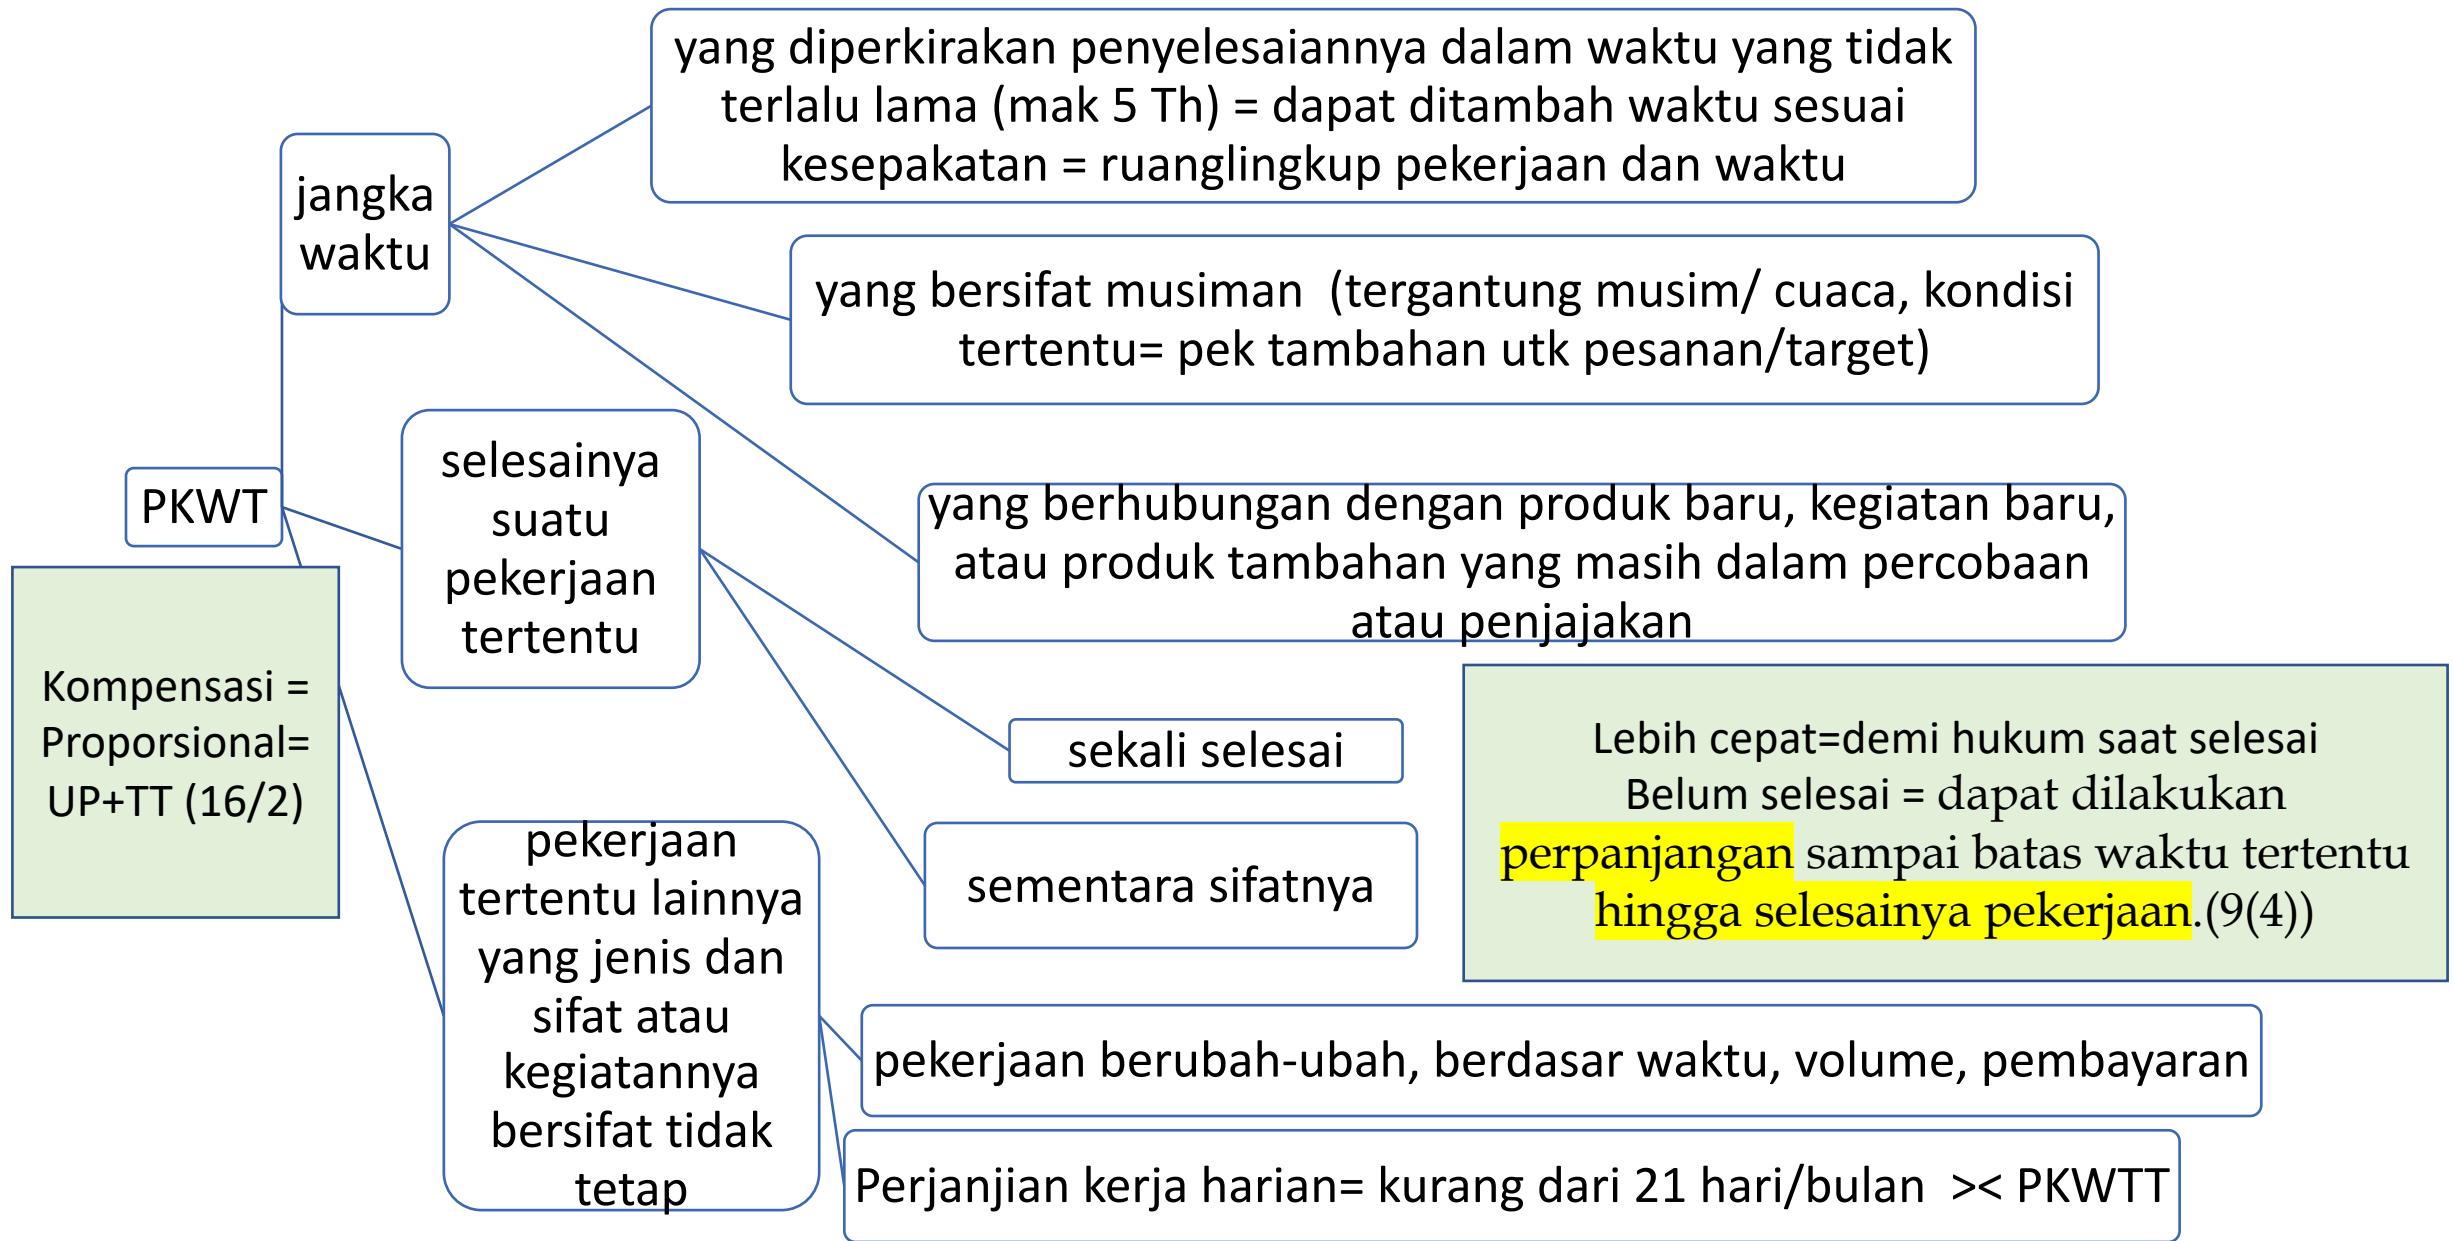 yang diperkirakan penyelesaiannya dalam waktu yang tidak
terlalu lama (mak 5 Th) = dapat ditambah waktu sesuai
kesepakatan = ruanglingkup pekerjaan dan waktu
jangka
waktu
yang bersifat musiman  (tergantung musim/ cuaca, kondisi
tertentu= pek tambahan utk pesanan/target)
selesainya
suatu
pekerjaan
tertentu
PKWT
yang berhubungan dengan produk baru, kegiatan baru,
atau produk tambahan yang masih dalam percobaan
atau penjajakan
Kompensasi =
Proporsional=
UP+TT (16/2)
sekali selesai
Lebih cepat=demi hukum saat selesai
Belum selesai = dapat dilakukan
perpanjangan sampai batas waktu tertentu
hingga selesainya pekerjaan.(9(4))
sementara sifatnya
pekerjaan
tertentu lainnya
yang jenis dan
sifat atau
kegiatannya
bersifat tidak
tetap
pekerjaan berubah-ubah, berdasar waktu, volume, pembayaran
Perjanjian kerja harian= kurang dari 21 hari/bulan  >< PKWTT